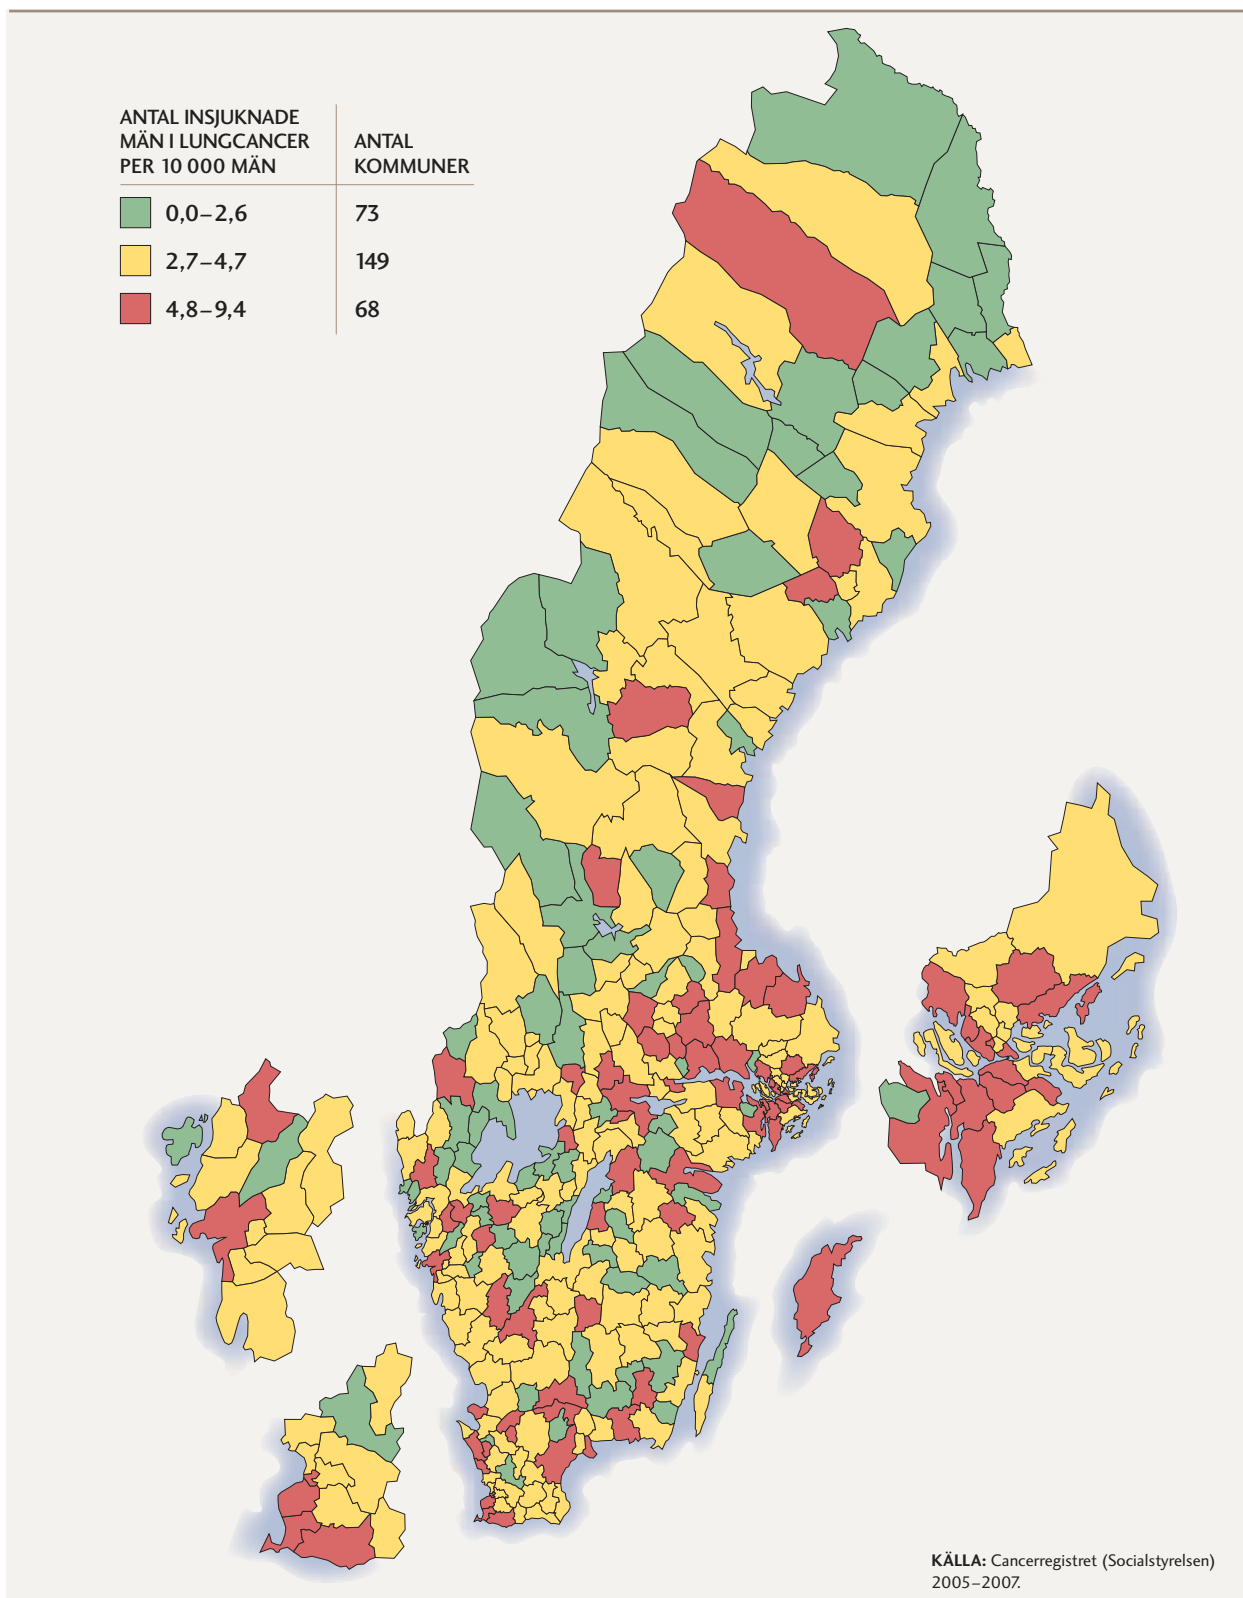 ANTAL INSJUKNADE
MÄN I LUNGCANCER
PER 10 000 MÄN
ANTAL
KOMMUNER
0,0–2,6 73
2,7–4,7 149
4,8–9,4 68
KÄLLA: Cancerregistret (Socialstyrelsen)
2005–2007.